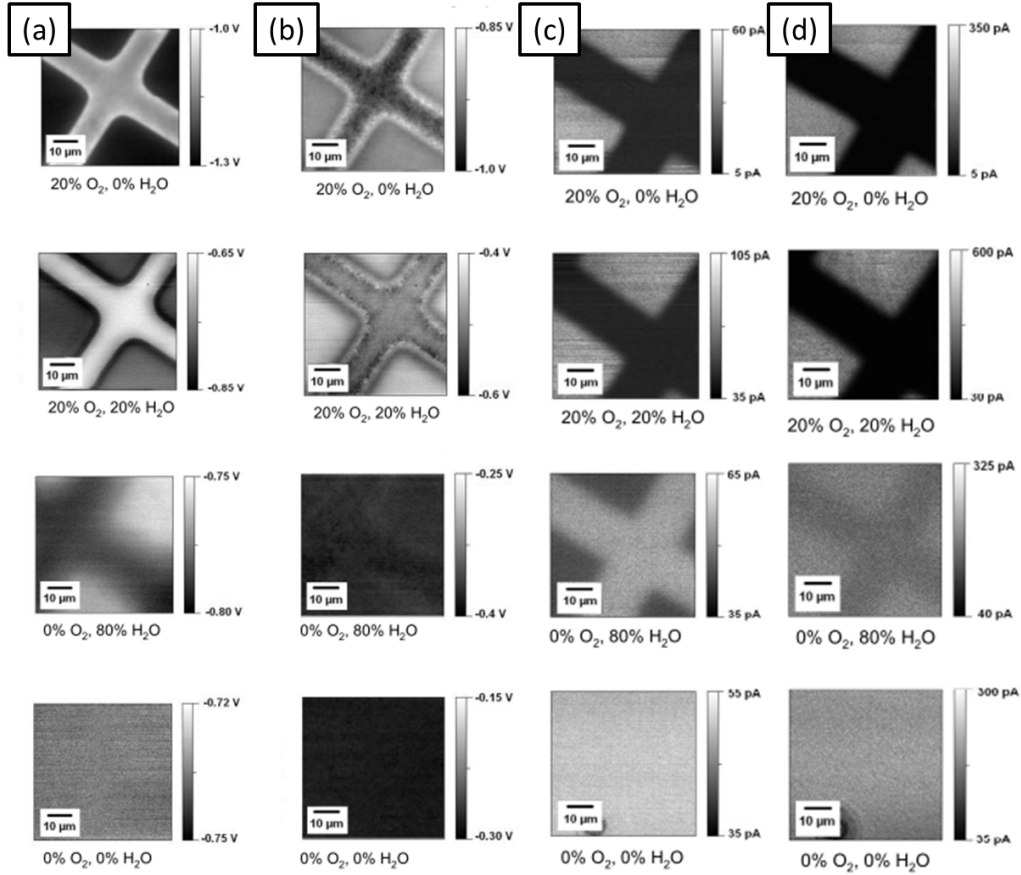 (a) (b) (c) (d)
-1.0 V -0.85 V 60 pA 350 pA
10 µm 10 µm 10 µm 10 µm
-1.3 V -1.0 V 5 pA 5 pA
20% O2, 0% H2O 20% O2, 0% H2O 20% O2, 0% H2O 20% O2, 0% H2O
-0.65 V -0.4 V 105 pA 600 pA
10 µm 10 µm 10 µm 10 µm
-0.85 V -0.6 V 35 pA 30 pA
20% O2, 20% H2O 20% O2, 20% H2O 20% O2, 20% H2O 20% O2, 20% H2O
-0.75 V -0.25 V 65 pA 325 pA
10 µm 10 µm 10 µm 10 µm
-0.80 V -0.4 V 35 pA 40 pA
0% O2, 80% H2O 0% O2, 80% H2O 0% O2, 80% H2O 0% O2, 80% H2O
-0.72 V -0.15 V 55 pA 300 pA
10 µm 10 µm 10 µm 10 µm
-0.75 V -0.30 V 35 pA 35 pA
0% O2, 0% H2O 0% O2, 0% H2O 0% O2, 0% H2O 0% O2, 0% H2O